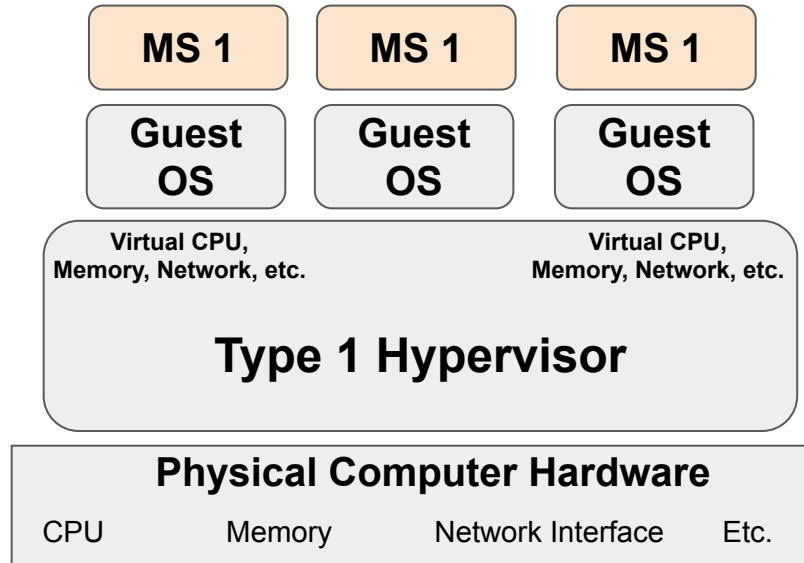 MS 1 MS 1 MS 1
Guest OS Guest OS Guest OS
Virtual CPU,
Memory, Network, etc.
Virtual CPU,
Memory, Network, etc.
Type 1 Hypervisor
Physical Computer Hardware
CPU Memory Network Interface Etc.